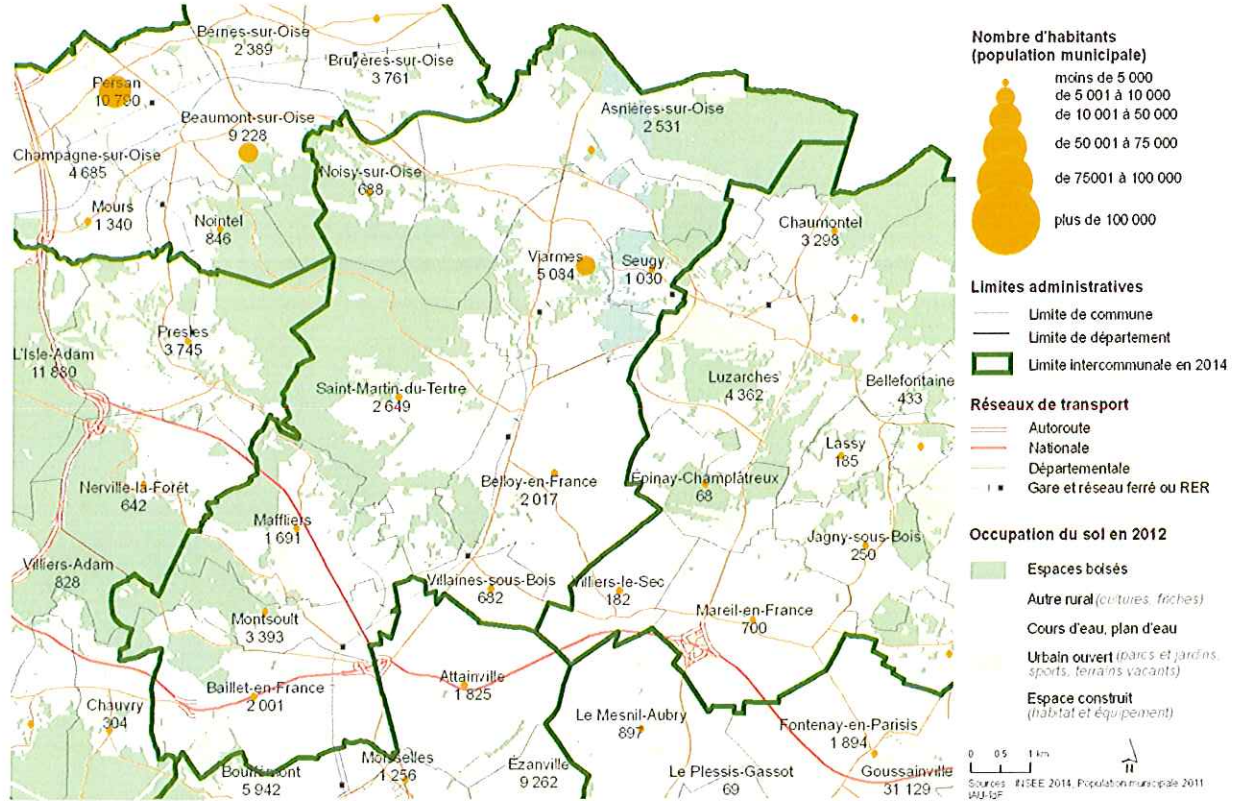 Bernes-sur-Oise
2 389
Bruyères-sur-Oise
3 761
Persan
10 790
Beaumont-sur-Oise
9 228
Asnières-sur-Oise
2 531
Champagne-sur-Oise
4 685
Noisy-sur-Oise
688
Mours
1 340
Nointel
846
Chaumontel
3 298
Viarmes
5 084
Seugy
1 030
Presles
3 745
L'Isle-Adam
11 880
Saint-Martin-du-Tertre
2 649
Luzarches
4 362
Bellefontaine
433
Lassy
185
Nerville-la-Forêt
642
Belloy-en-France
2 017
Épinay-Champlâtreux
68
Maffliers
1 691
Jagny-sous-Bois
250
Villiers-Adam
828
Villaines-sous-Bois
682
Villiers-le-Sec
182
Montsoult
3 393
Mareil-en-France
700
Baillet-en-France
2 001
Attainville
1 825
Chauvry
304
Le Mesnil-Aubry
897
Fontenay-en-Parisis
1 894
Bouffémont
5 942
Moisselles
1 256
Ézanville
9 262
Le Plessis-Gassot
69
Goussainville
31 129
Nombre d'habitants
(population municipale)
moins de 5 000
de 5 001 à 10 000
de 10 001 à 50 000
de 50 001 à 75 000
de 75001 à 100 000
plus de 100 000
Limites administratives
Limite de commune
Limite de département
Limite intercommunale en 2014
Réseaux de transport
Autoroute
Nationale
Départementale
Gare et réseau ferré ou RER
Occupation du sol en 2012
Espaces boisés
Autre rural (cultures, friches)
Cours d'eau, plan d'eau
Urbain ouvert (parcs et jardins,
sports, terrains vacants)
Espace construit
(habitat et équipement)
0 0.5 1 km
N
Sources : INSEE 2014, Population municipale 2011
IAU-IdF